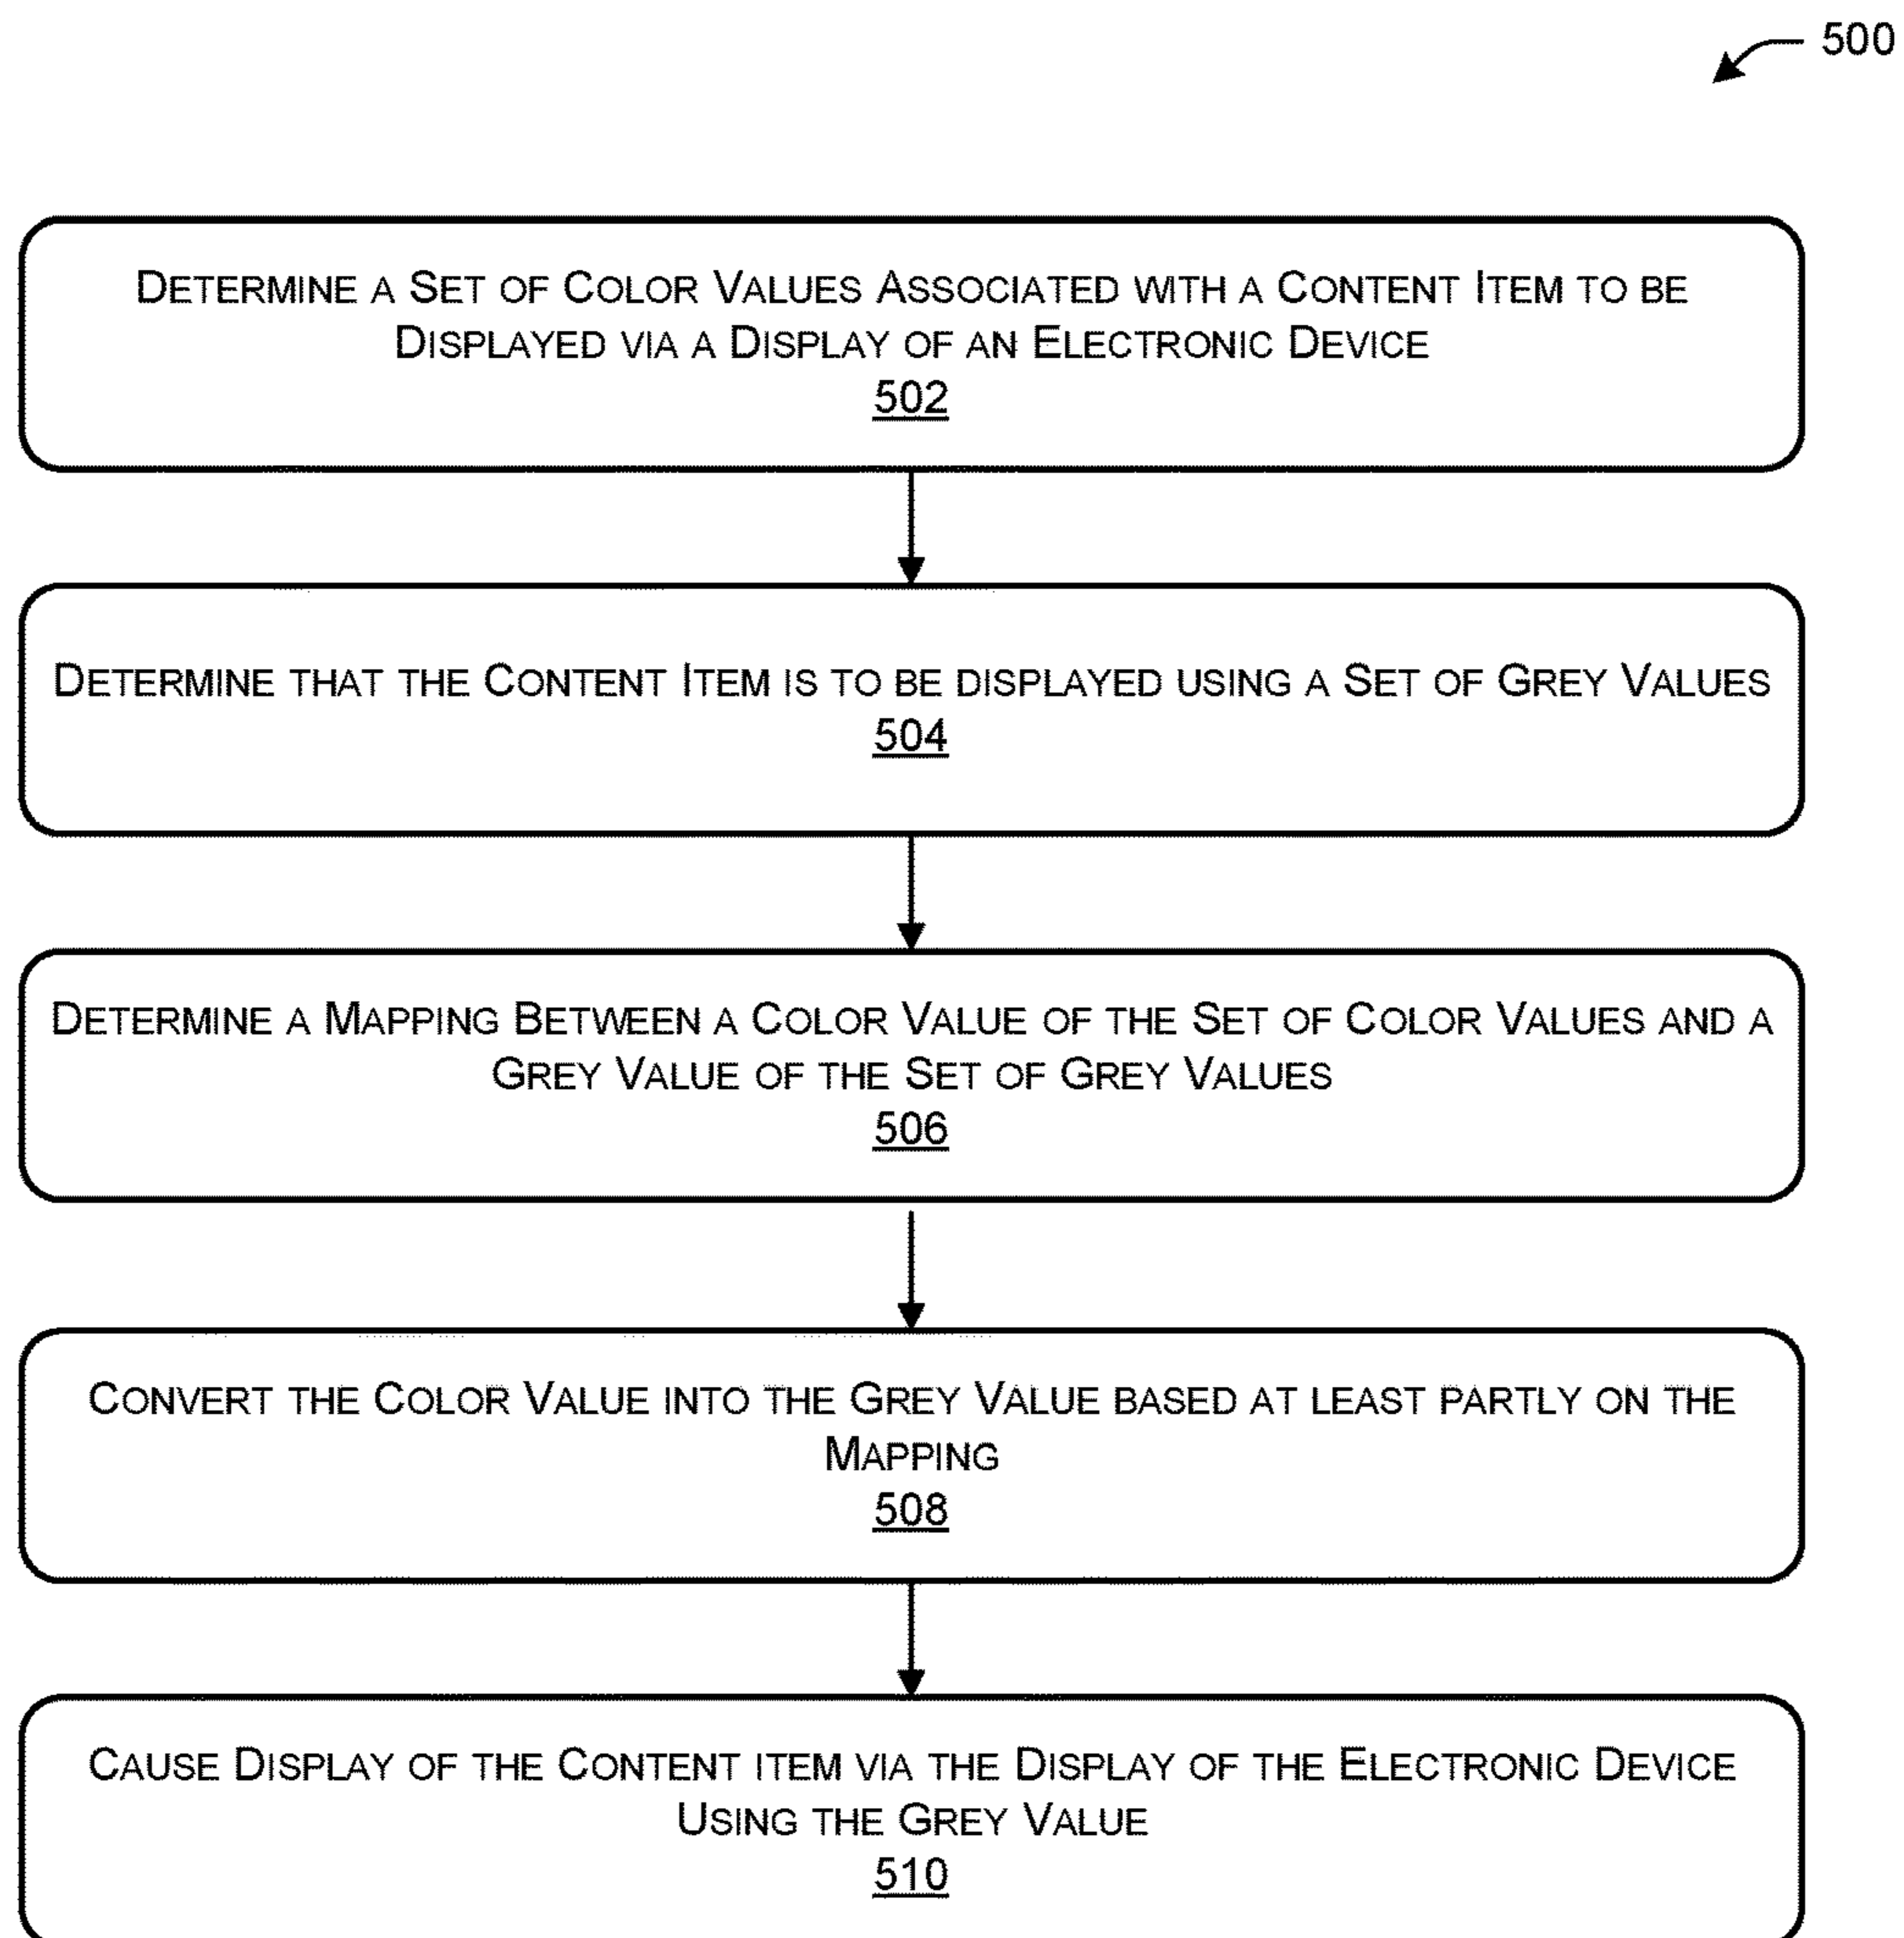 500
DETERMINE A SET OF COLOR VALUES ASSOCIATED WITH A CONTENT ITEM TO BE
DISPLAYED VIA A DISPLAY OF AN ELECTRONIC DEVICE
502
DETERMINE THAT THE CONTENT ITEM IS TO BE DISPLAYED USING A SET OF GREY VALUES
504
DETERMINE A MAPPING BETWEEN A COLOR VALUE OF THE SET OF COLOR VALUES AND A
GREY VALUE OF THE SET OF GREY VALUES
506
CONVERT THE COLOR VALUE INTO THE GREY VALUE BASED AT LEAST PARTLY ON THE
MAPPING
508
CAUSE DISPLAY OF THE CONTENT ITEM VIA THE DISPLAY OF THE ELECTRONIC DEVICE
USING THE GREY VALUE
510